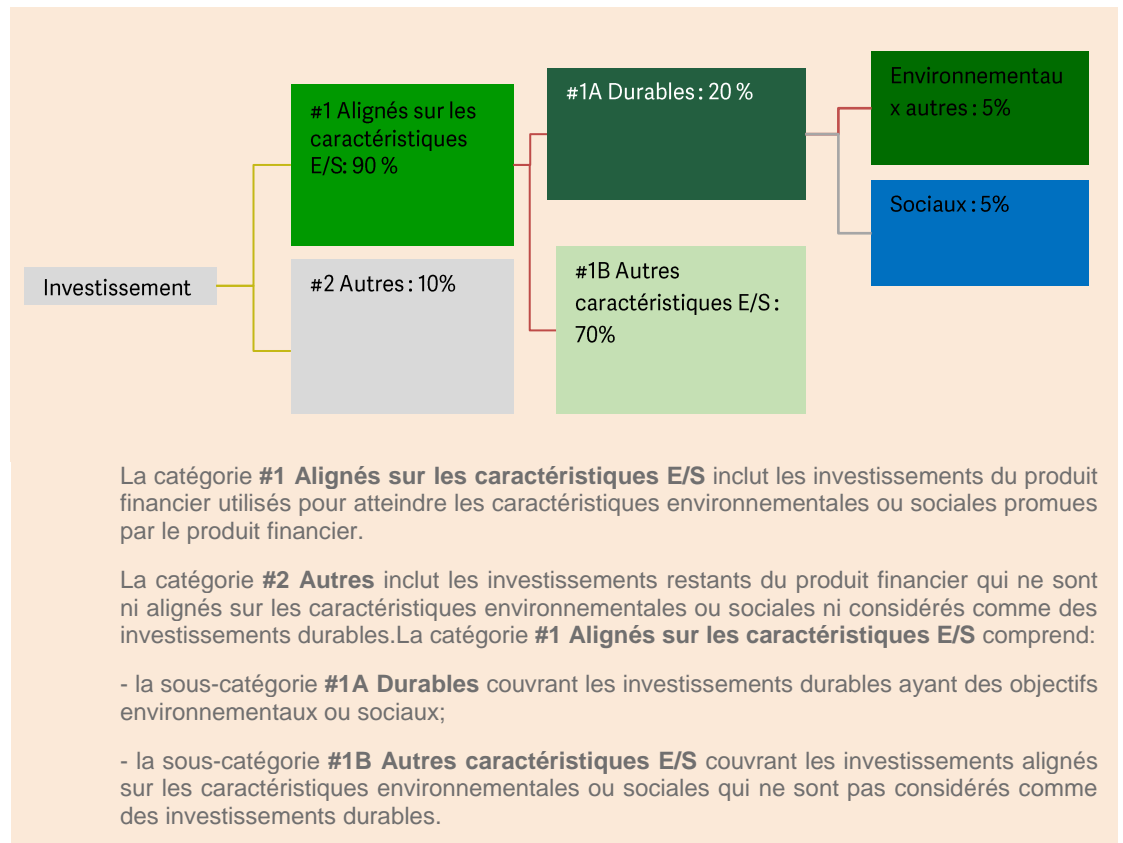 Investissement
#1 Alignés sur les
caractéristiques
E/S: 90 %
#2 Autres : 10%
#1A Durables : 20 %
#1B Autres
caractéristiques E/S :
70%
Environnementau
x autres : 5%
Sociaux : 5%
La catégorie #1 Alignés sur les caractéristiques E/S inclut les investissements du produit
financier utilisés pour atteindre les caractéristiques environnementales ou sociales promues
par le produit financier.
La catégorie #2 Autres inclut les investissements restants du produit financier qui ne sont
ni alignés sur les caractéristiques environnementales ou sociales ni considérés comme des
investissements durables.La catégorie #1 Alignés sur les caractéristiques E/S comprend:
- la sous-catégorie #1A Durables couvrant les investissements durables ayant des objectifs
environnementaux ou sociaux;
- la sous-catégorie #1B Autres caractéristiques E/S couvrant les investissements alignés
sur les caractéristiques environnementales ou sociales qui ne sont pas considérés comme
des investissements durables.